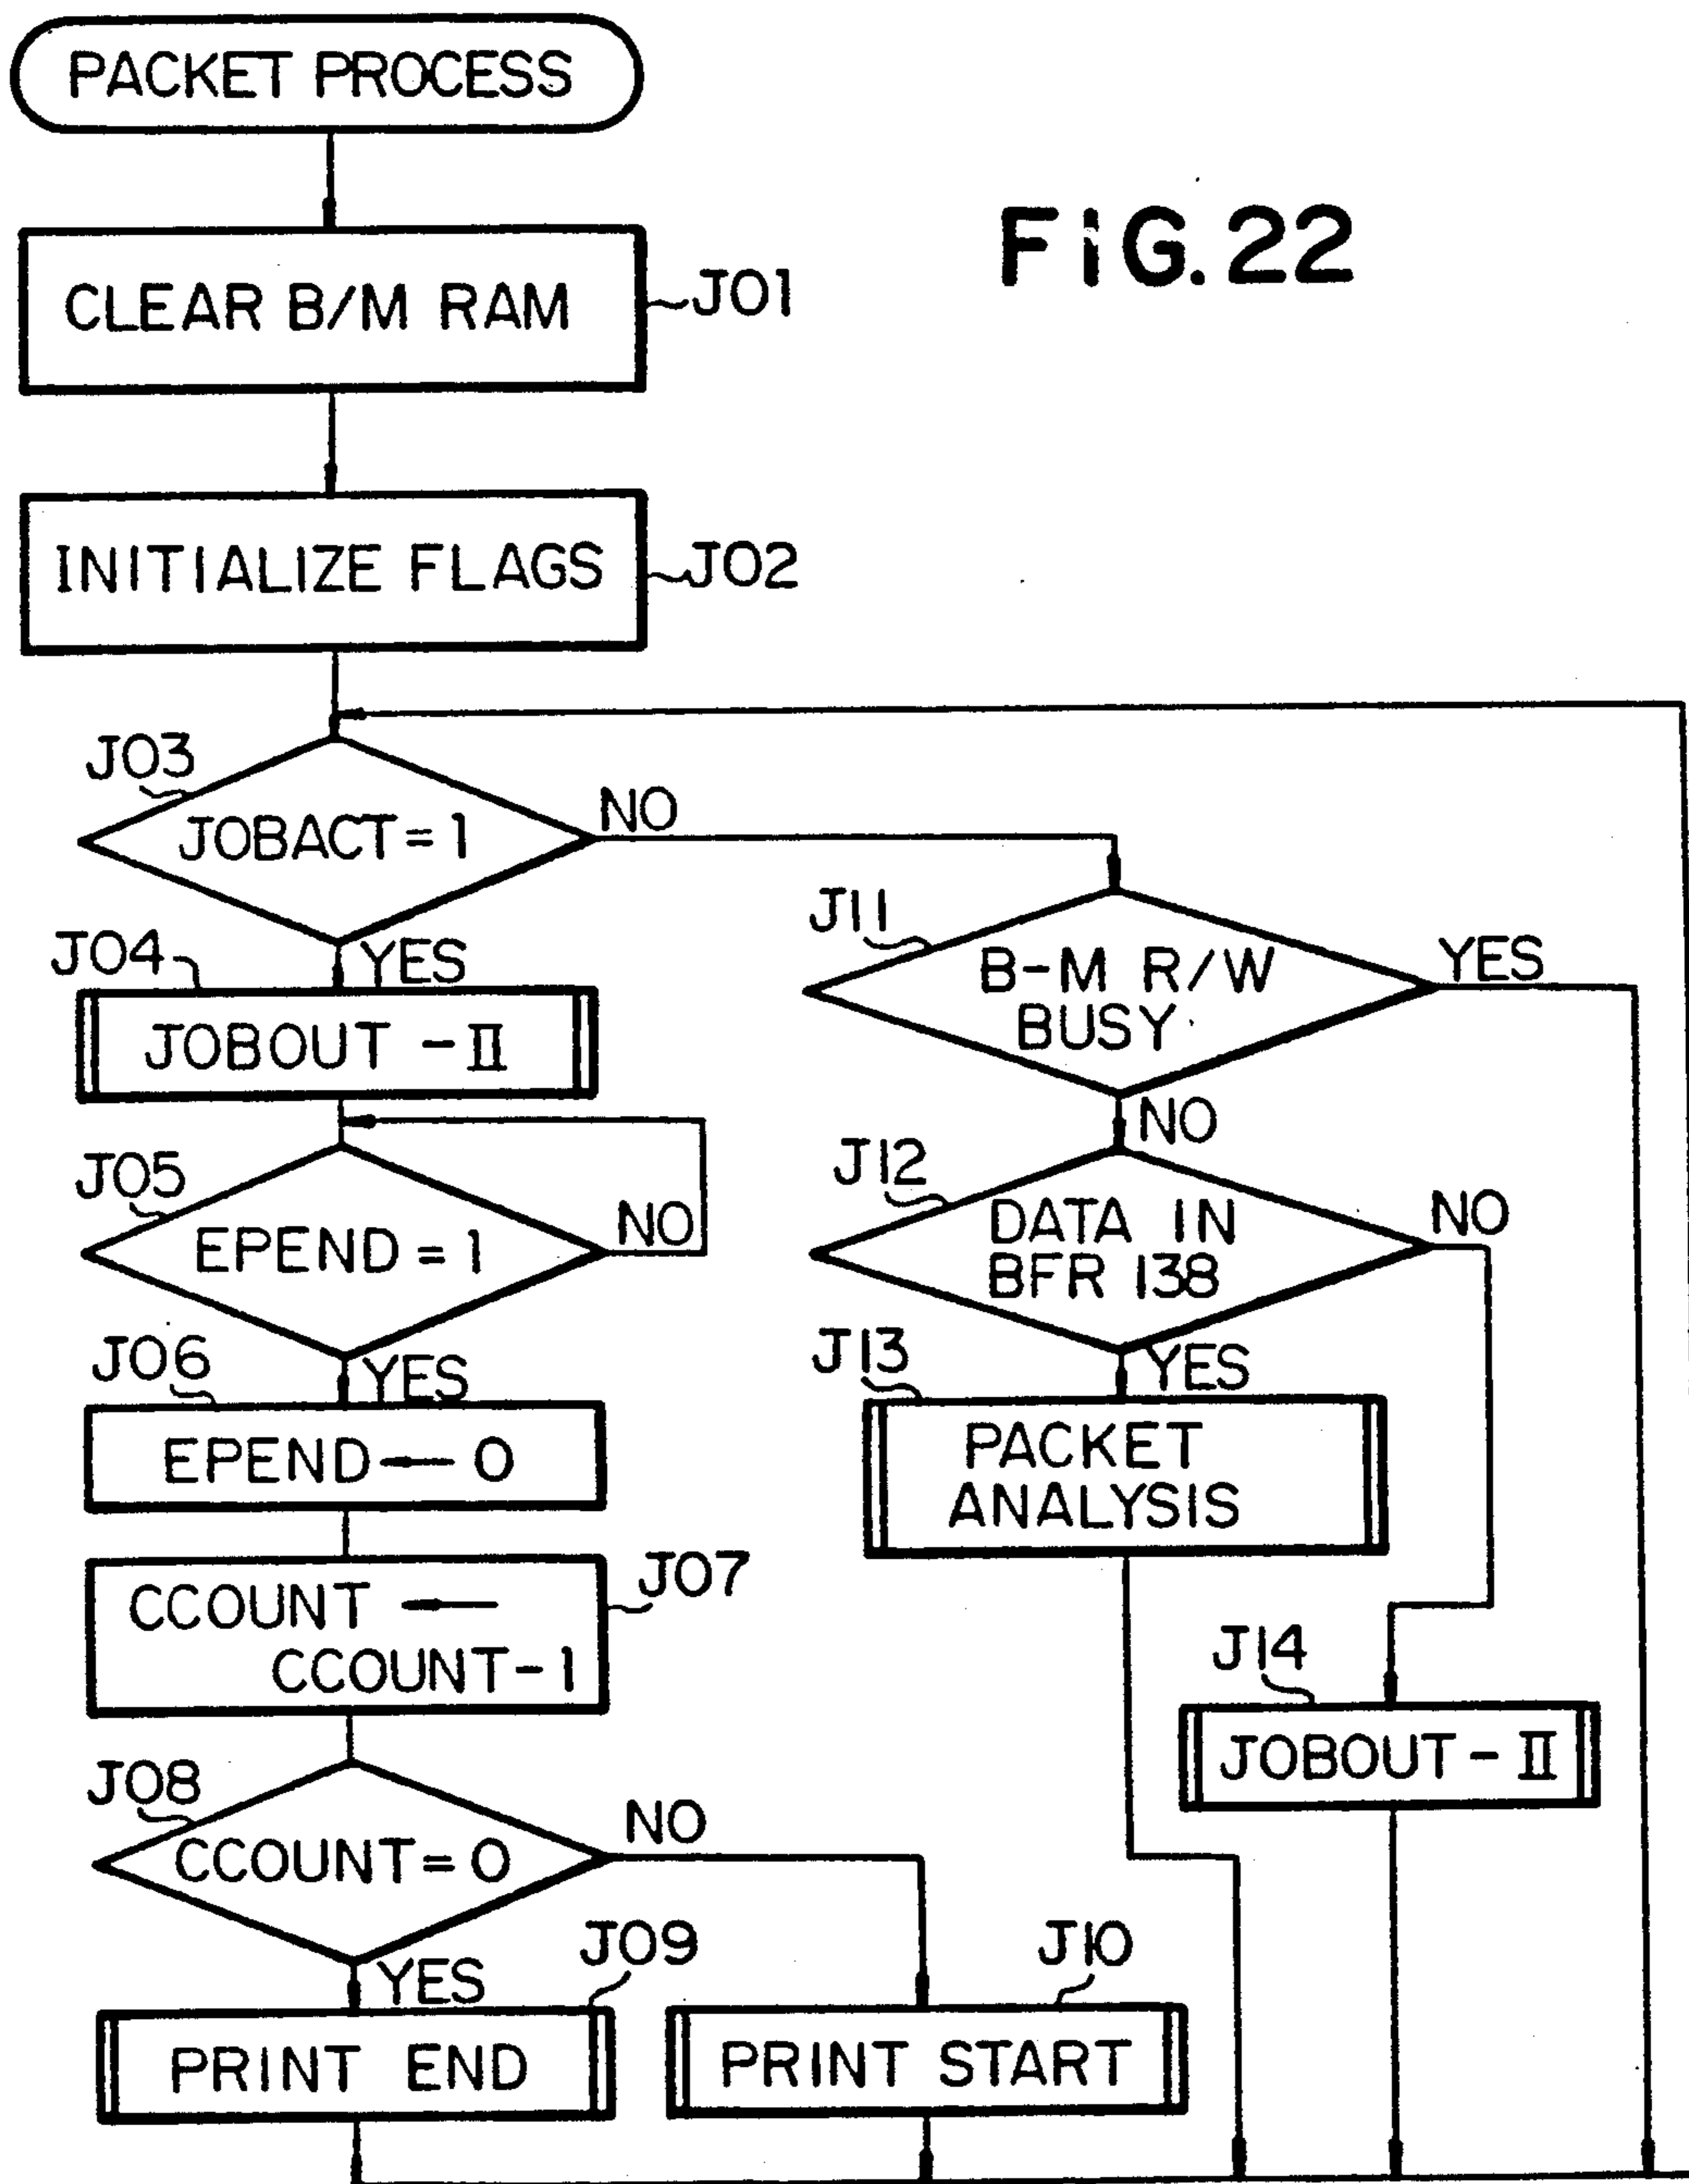 PACKET PROCESS
FiG. 22
CLEAR B/M RAM
J01
INITIALIZE FLAGS
J02
J03
JOBACT = 1
NO
YES
J04
JOBOUT - II
J05
EPEND = 1
NO
YES
J06
EPEND ← 0
J07
CCOUNT ←
CCOUNT - 1
J08
CCOUNT = 0
NO
YES
J09
PRINT END
J10
PRINT START
J11
B-M R/W
BUSY
YES
NO
J12
DATA IN
BFR 138
NO
YES
J13
PACKET
ANALYSIS
J14
JOBOUT - II